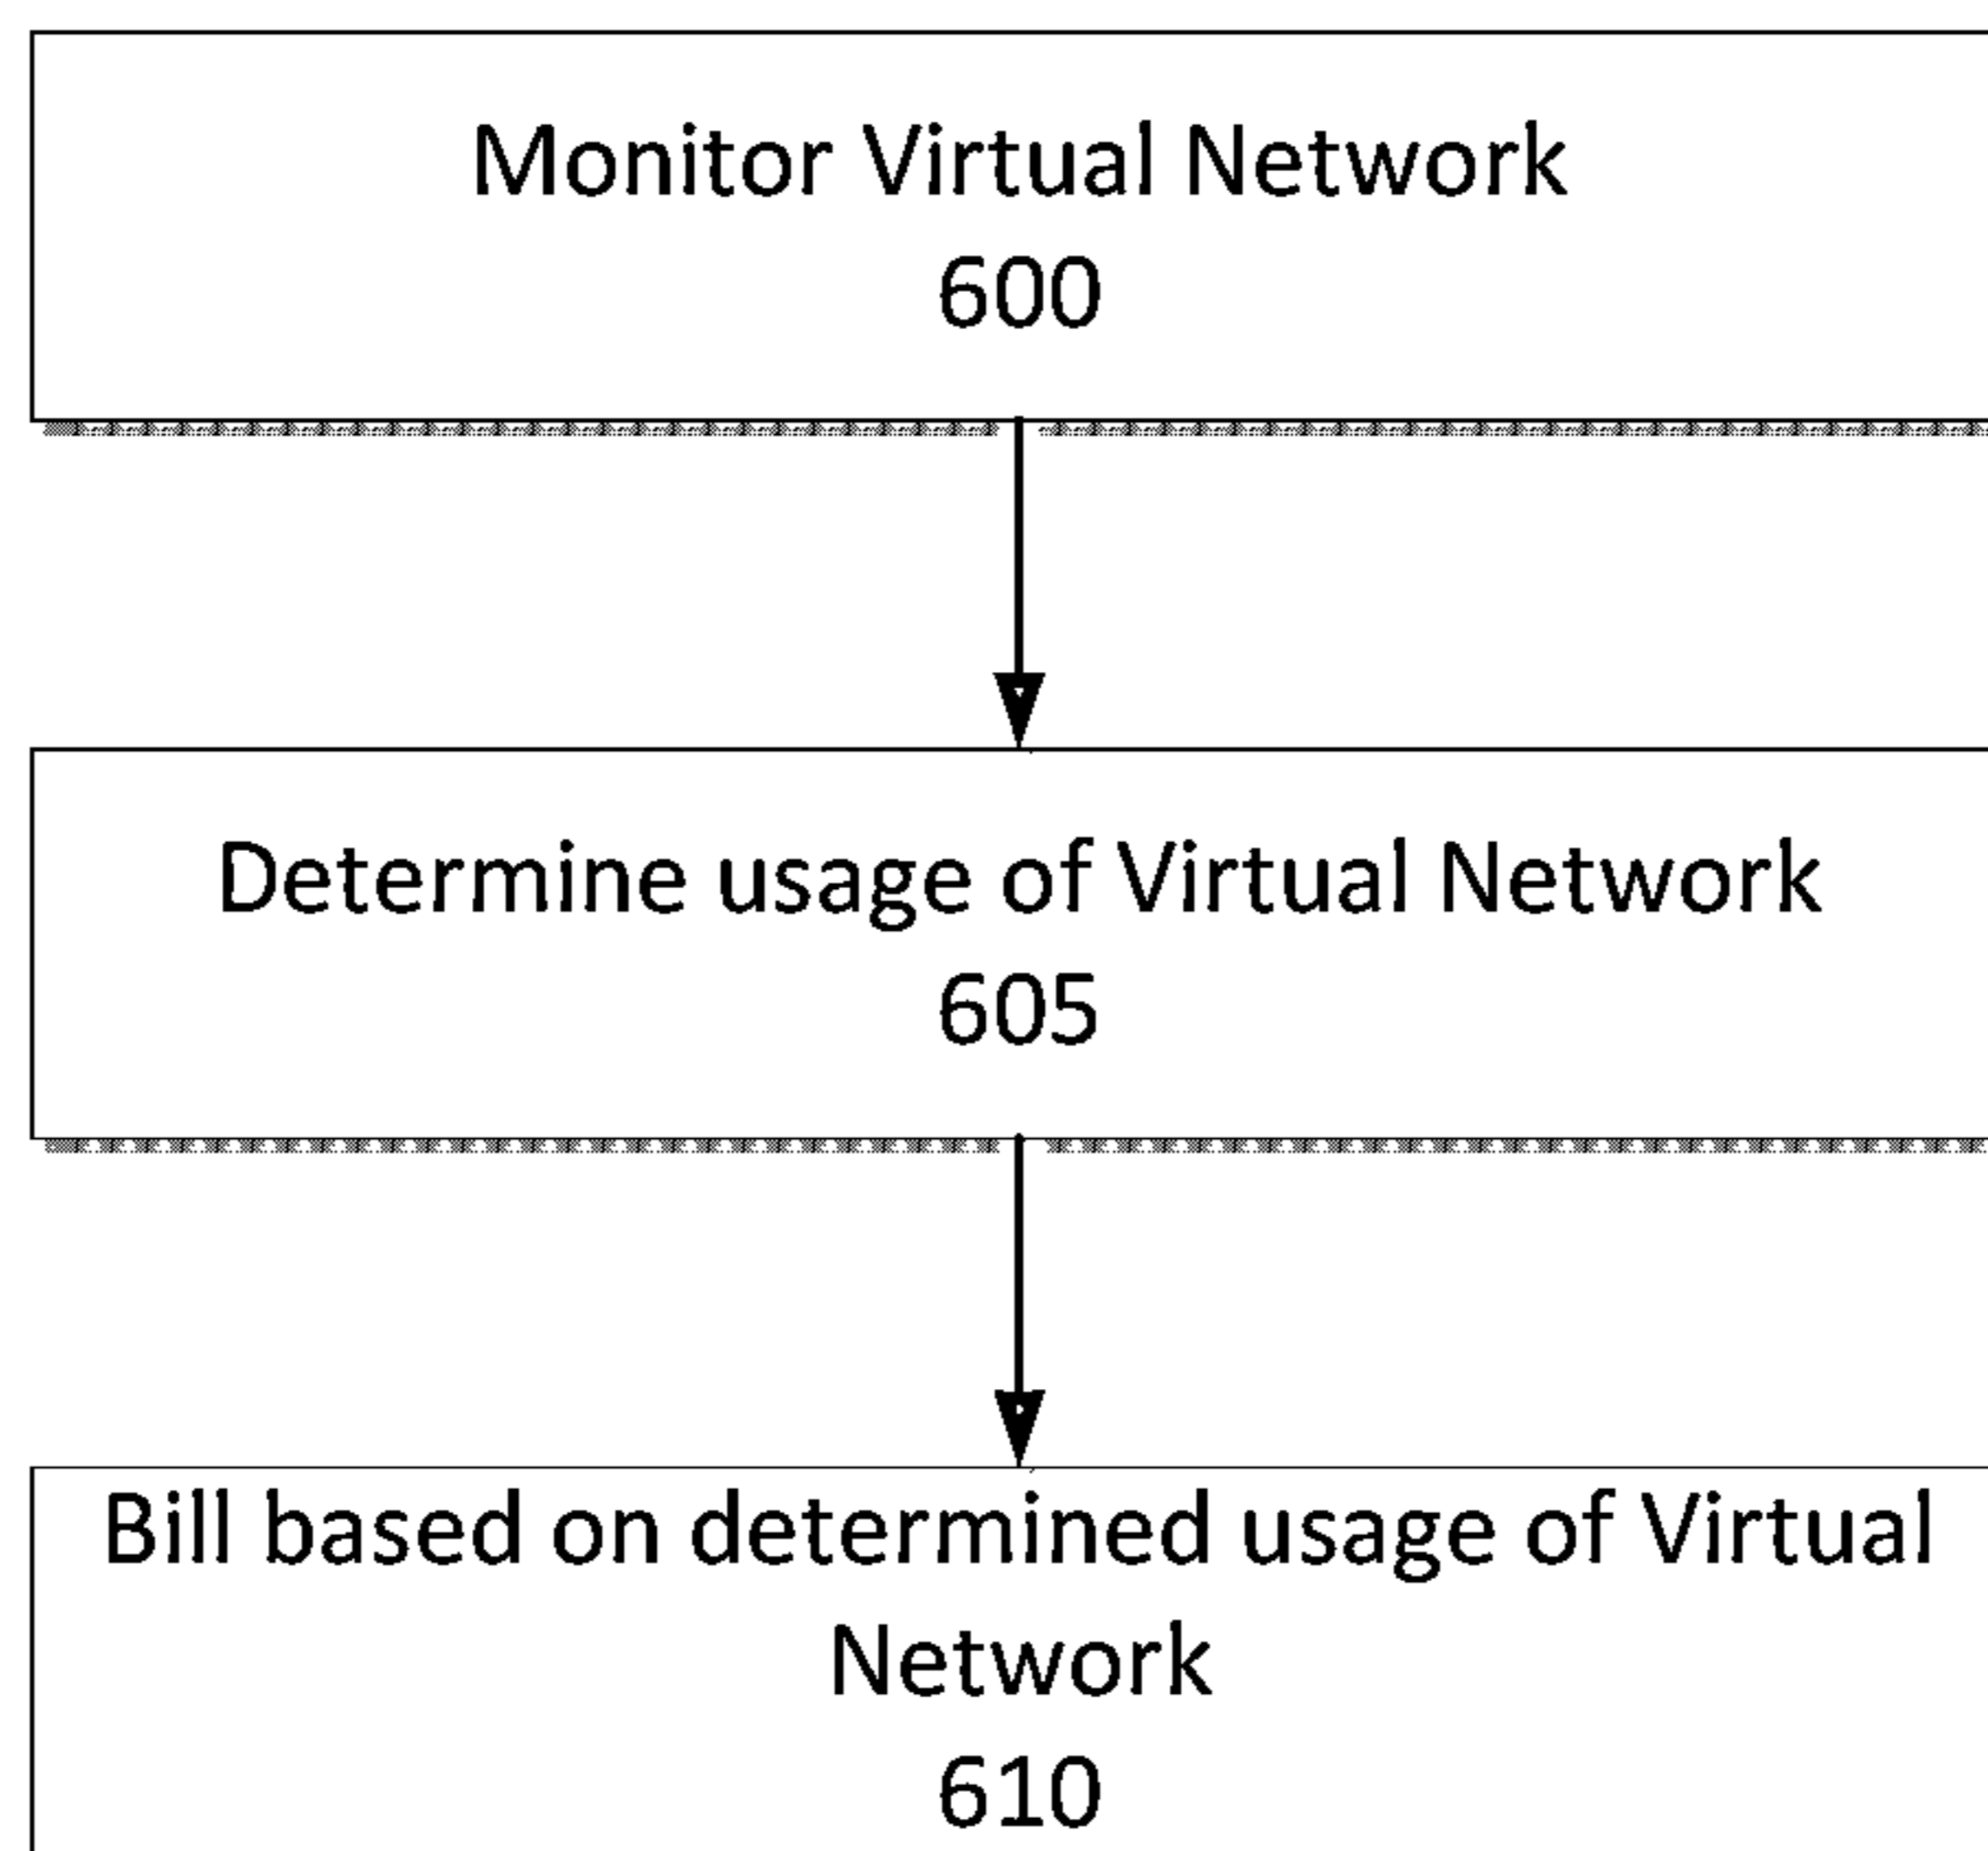 Monitor Virtual Network
600
Determine usage of Virtual Network
605
Bill based on determined usage of Virtual
Network
610